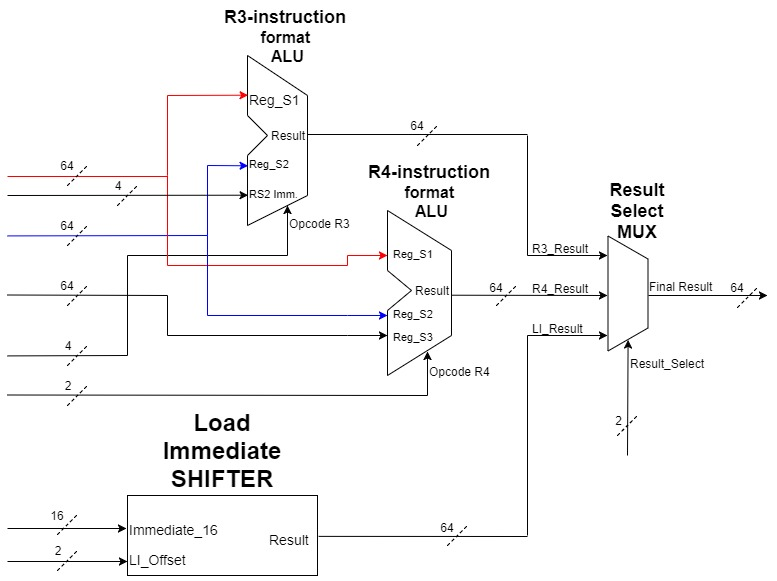 R3-instruction
format
ALU
Reg_S1
Result
64
Reg_S2
64
4
RS2 Imm.
R4-instruction
format
ALU
Result
Select
MUX
Opcode R3
64
Reg_S1
R3_Result
64
Result
64
R4_Result
Final Result
64
Reg_S2
Reg_S3
LI_Result
4
Opcode R4
Result_Select
2
2
Load
Immediate
SHIFTER
16
Immediate_16
Result
64
2
LI_Offset